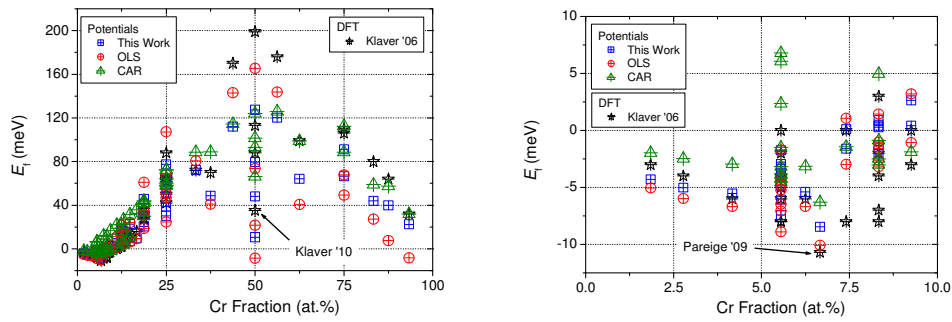 Potentials
This Work
OLS
CAR
DFT
Klaver '06
Klaver '10
200
160
120
80
40
0
E_f (meV)
0
25
50
75
100
Cr Fraction (at.%)
10
5
0
-5
-10
E_f (meV)
Potentials
This Work
OLS
CAR
DFT
Klaver '06
Pareige '09
0.0
2.5
5.0
7.5
10.0
Cr Fraction (at.%)